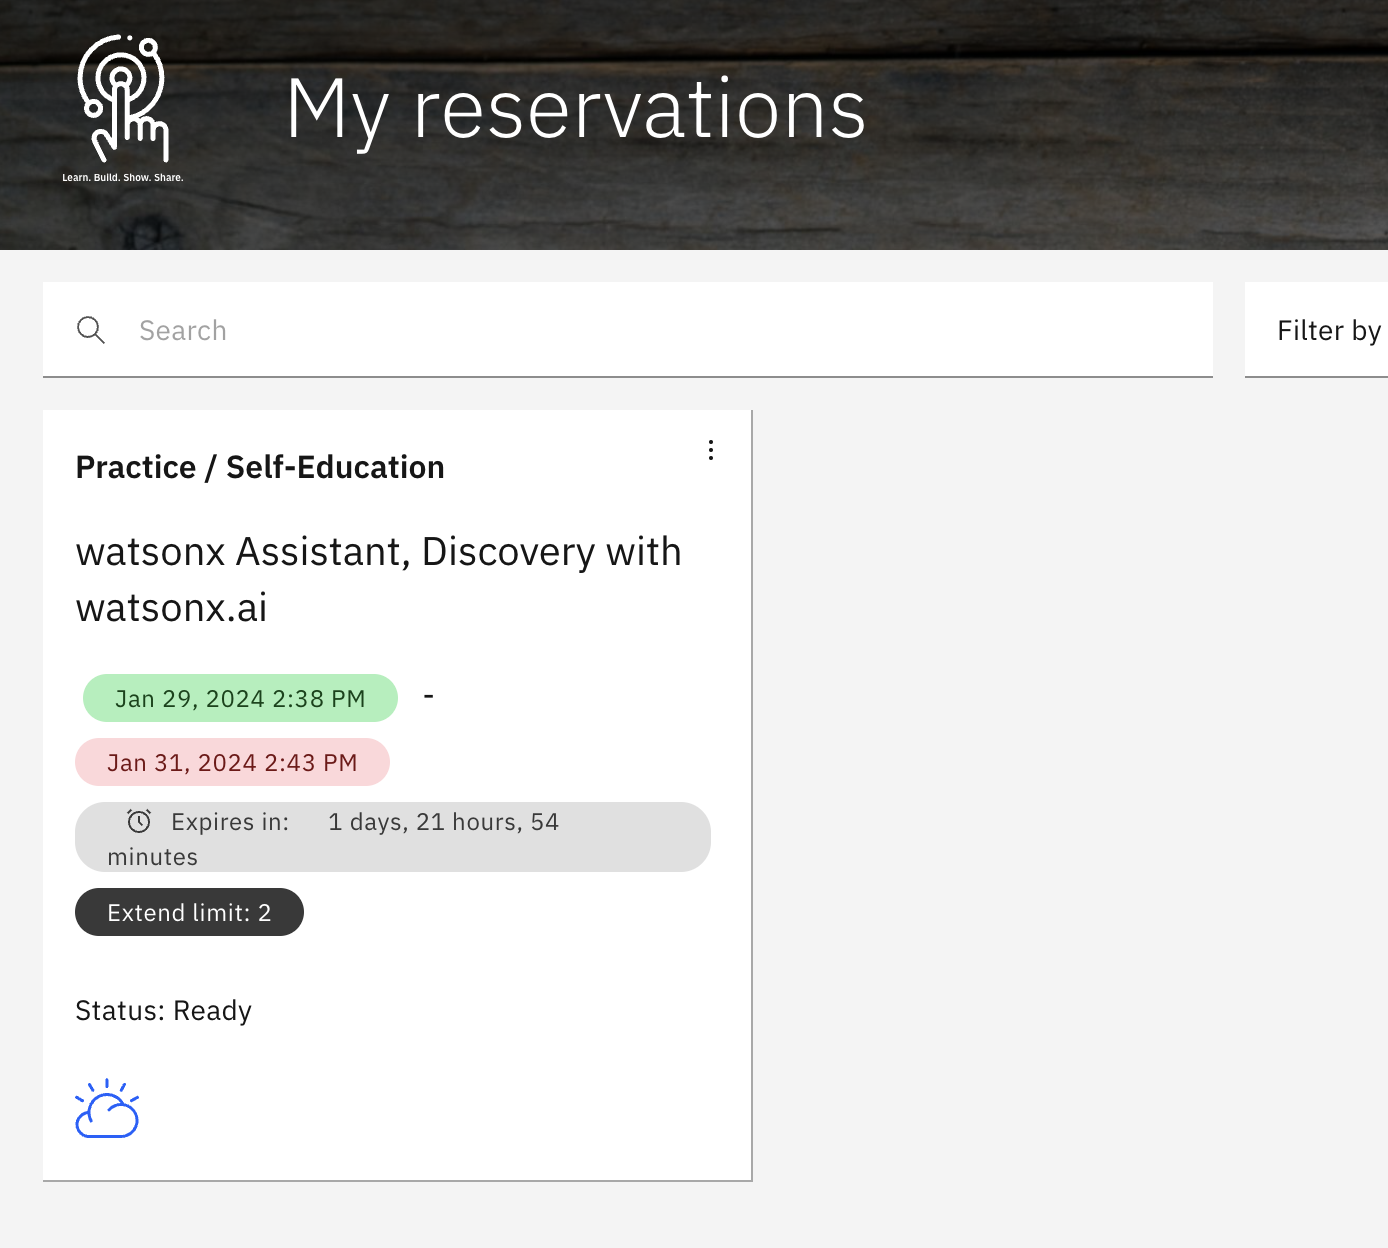 My reservations
Learn. Build. Show. Share.
Search
Filter by
Practice / Self-Education
watsonx Assistant, Discovery with
watsonx.ai
Jan 29, 2024 2:38 PM -
Jan 31, 2024 2:43 PM
Expires in: 1 days, 21 hours, 54
minutes
Extend limit: 2
Status: Ready